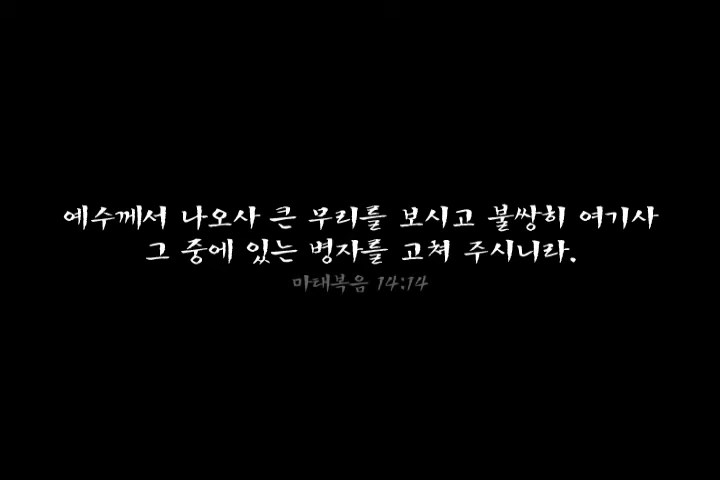 예수께서 나오사 큰 무리를 보시고 불쌍히 여기사
그 중에 있는 병자를 고쳐 주시니라.
마태복음 14:14